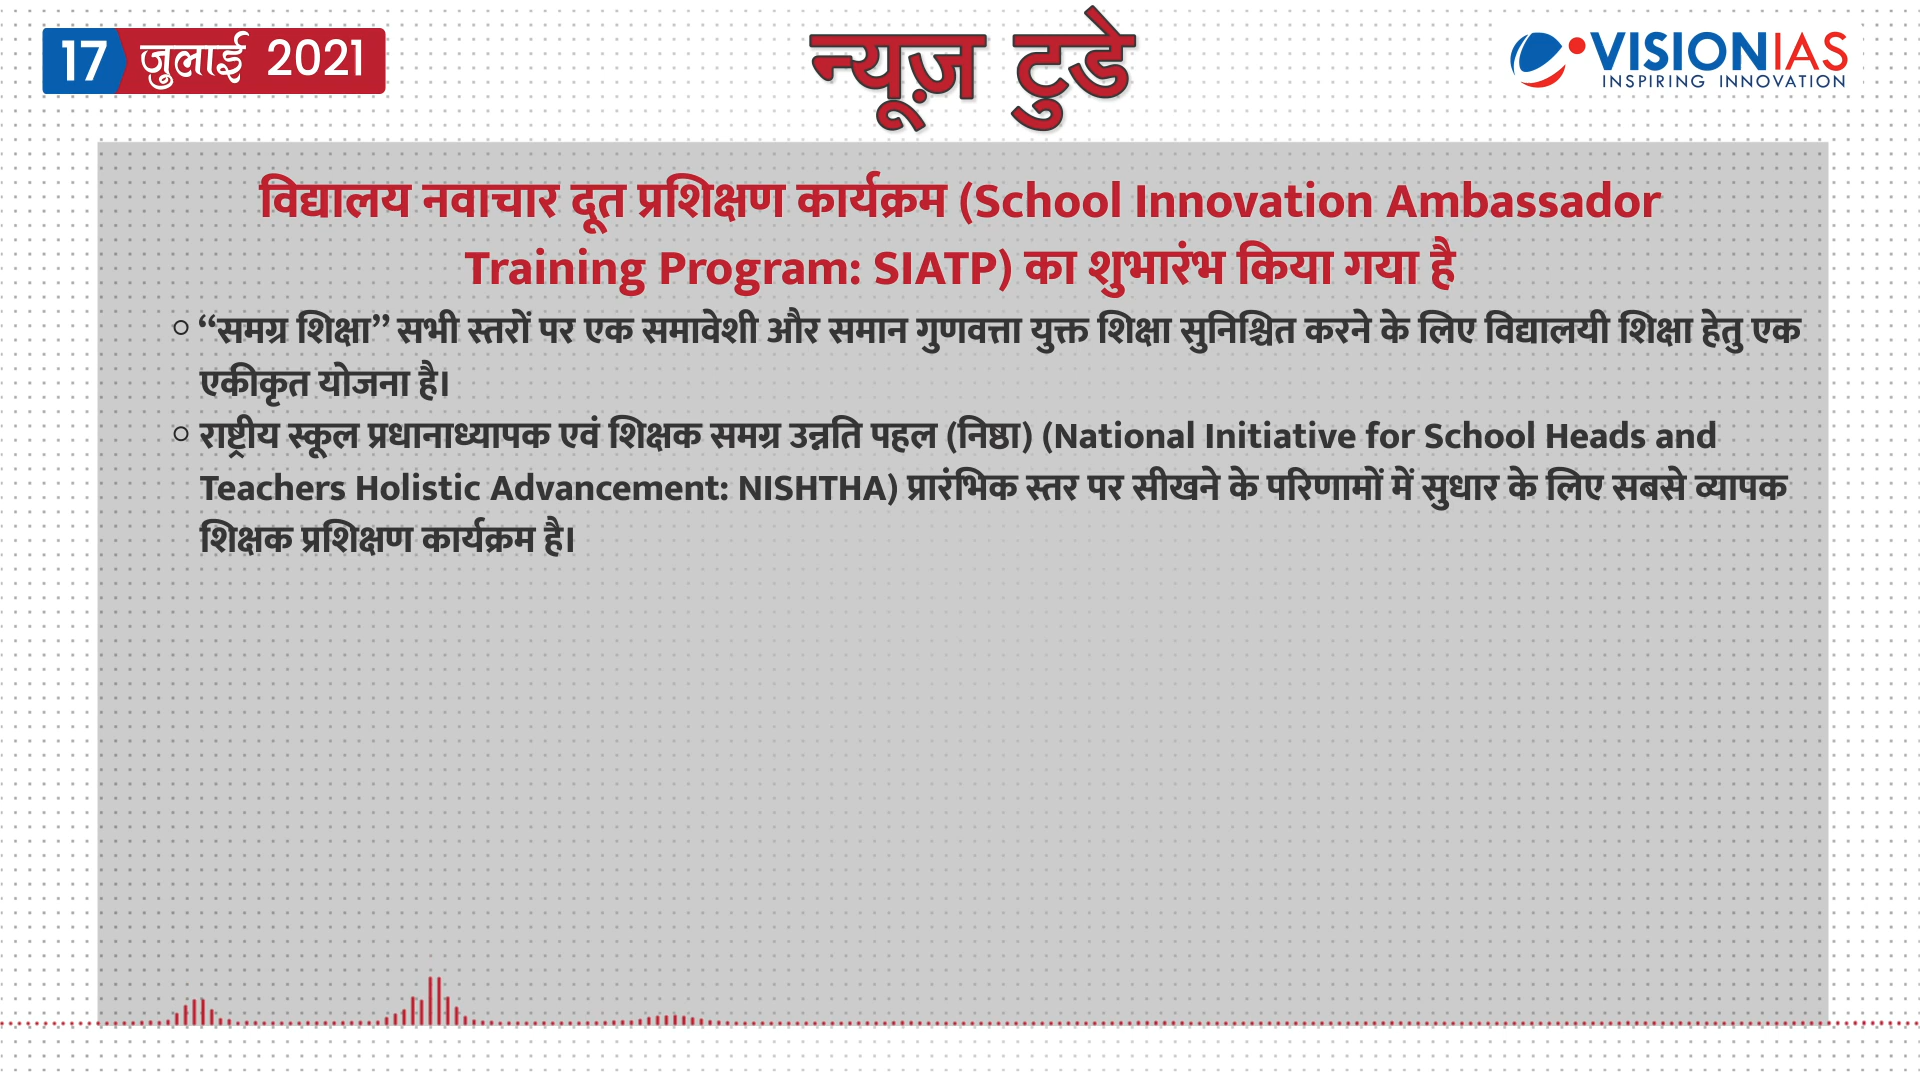 17 जुलाई 2021
न्यूज़ टुडे
VISIONIAS
INSPIRING INNOVATION
विद्यालय नवाचार दूत प्रशिक्षण कार्यक्रम (School Innovation Ambassador
Training Program: SIATP) का शुभारंभ किया गया है
○ “समग्र शिक्षा” सभी स्तरों पर एक समावेशी और समान गुणवत्ता युक्त शिक्षा सुनिश्चित करने के लिए विद्यालयी शिक्षा हेतु एक
एकीकृत योजना है।
○ राष्ट्रीय स्कूल प्रधानाध्यापक एवं शिक्षक समग्र उन्नति पहल (निष्ठा) (National Initiative for School Heads and
Teachers Holistic Advancement: NISHTHA) प्रारंभिक स्तर पर सीखने के परिणामों में सुधार के लिए सबसे व्यापक
शिक्षक प्रशिक्षण कार्यक्रम है।